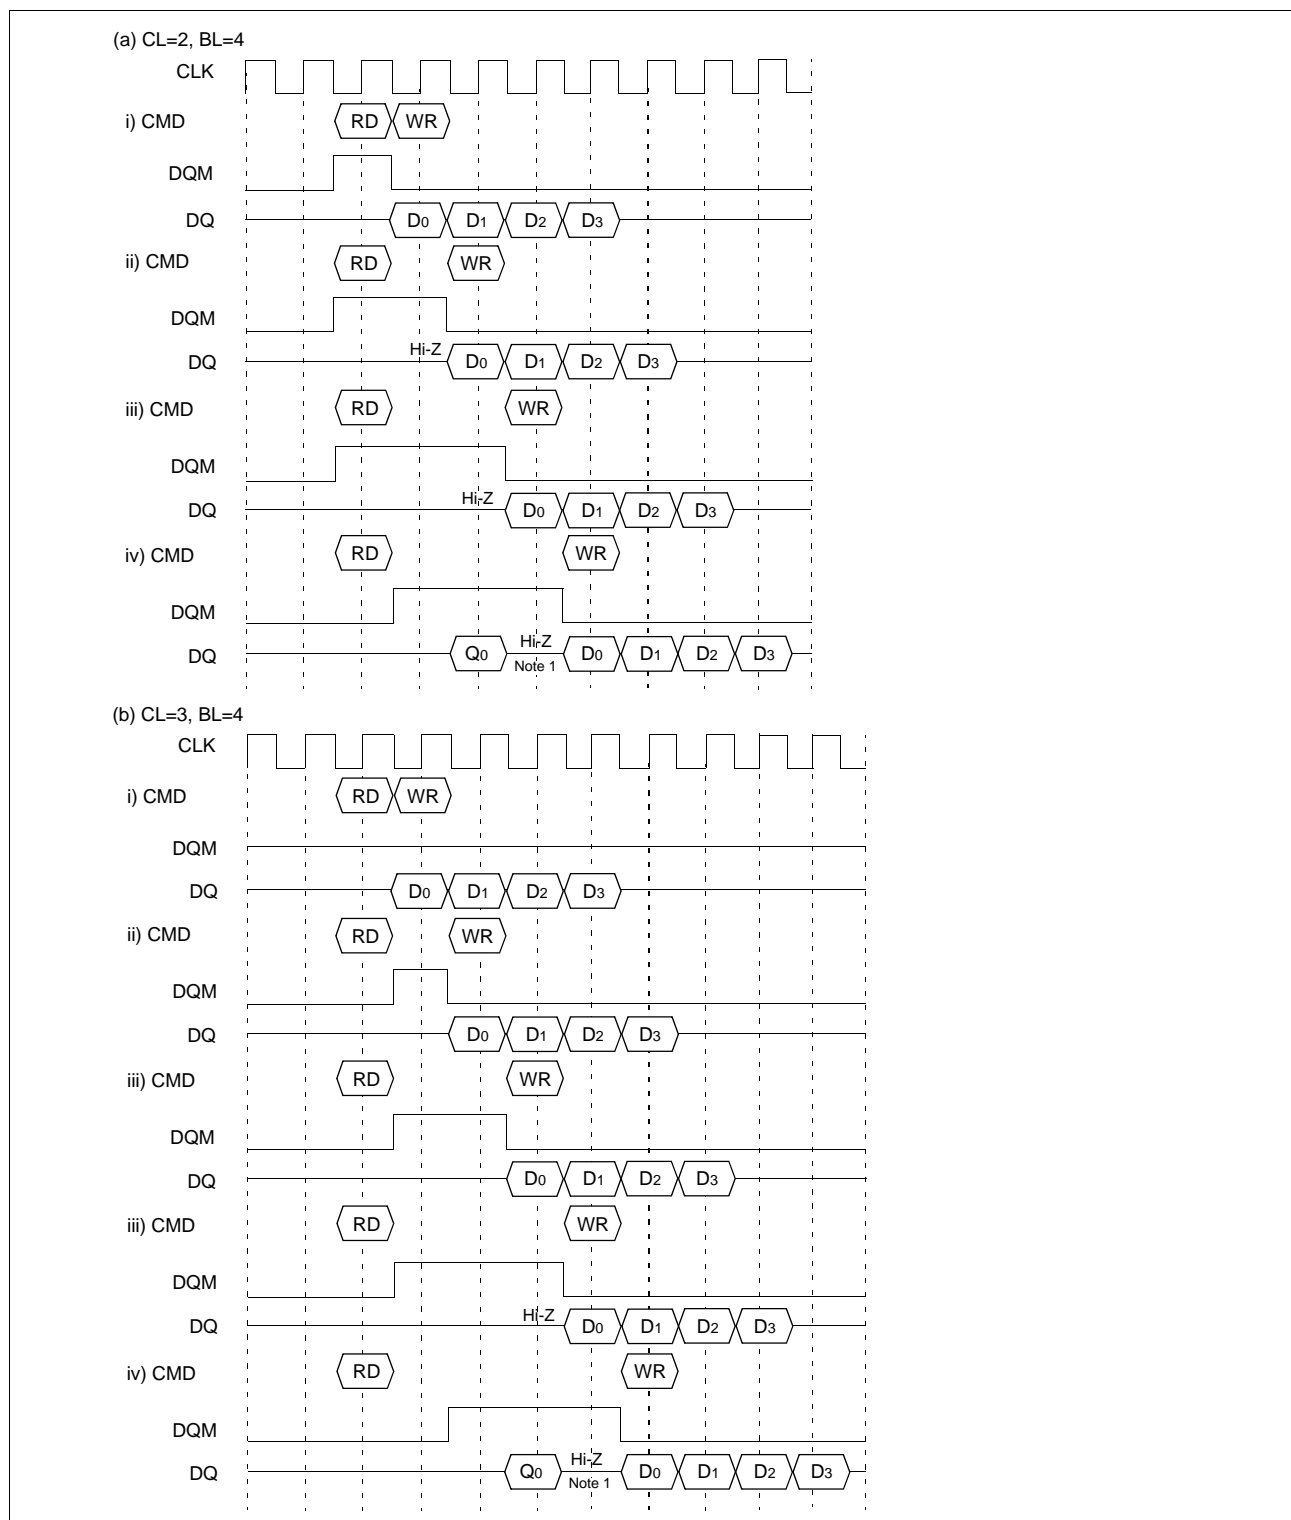 (a) CL=2, BL=4
CLK
i) CMD RD WR
DQM
DQ D0 D1 D2 D3
ii) CMD RD WR
DQM
DQ Hi-Z D0 D1 D2 D3
iii) CMD RD WR
DQM
DQ Hi-Z D0 D1 D2 D3
iv) CMD RD WR
DQM
DQ Q0 Hi-Z D0 D1 D2 D3
Note 1
(b) CL=3, BL=4
CLK
i) CMD RD WR
DQM
DQ D0 D1 D2 D3
ii) CMD RD WR
DQM
DQ D0 D1 D2 D3
iii) CMD RD WR
DQM
DQ D0 D1 D2 D3
iii) CMD RD WR
DQM
DQ Hi-Z D0 D1 D2 D3
iv) CMD RD WR
DQM
DQ Q0 Hi-Z D0 D1 D2 D3
Note 1